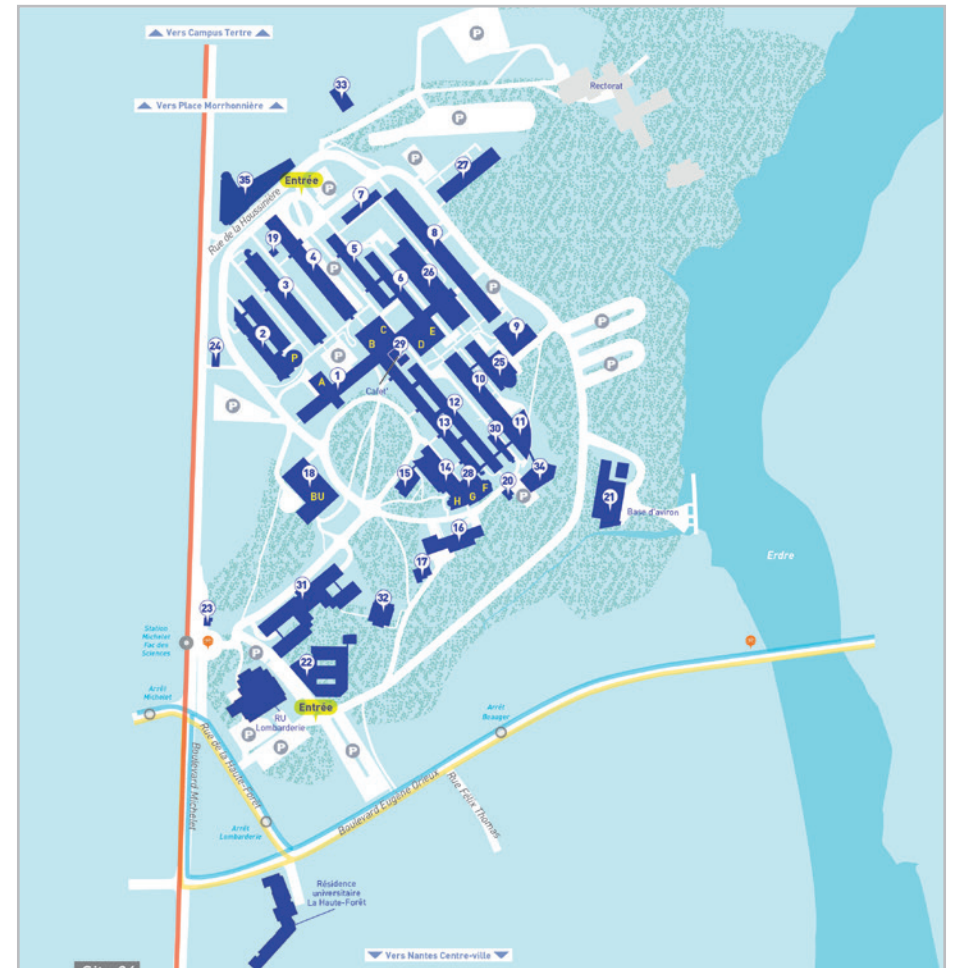 Vers Campus Tertre
P
33
Rectorat
Vers Place Morrhonnière
P
P
27
35
Entrée
P
7
Rue de la Houssinière
8
19
4
5
P
6
26
3
P
2
P
24
C
E
B
29
D
9
P
P
25
P
A
1
10
Cafet'
P
12
13
11
30
18
BU
15
14
28
F
H
G
20
34
P
21
Base d'aviron
16
17
Erdre
31
32
23
Station
Michelet
Fac des
Sciences
P
22
Arrêt
Michelet
RU
Lombarderie
Entrée
Arrêt
Beauger
P
P
P
Rue de la Haute-Forêt
Boulevard Michelet
Boulevard Eugène Orieux
Rue Félix Thomas
Arrêt
Lombarderie
Résidence
universitaire
La Haute-Forêt
Vers Nantes Centre-ville